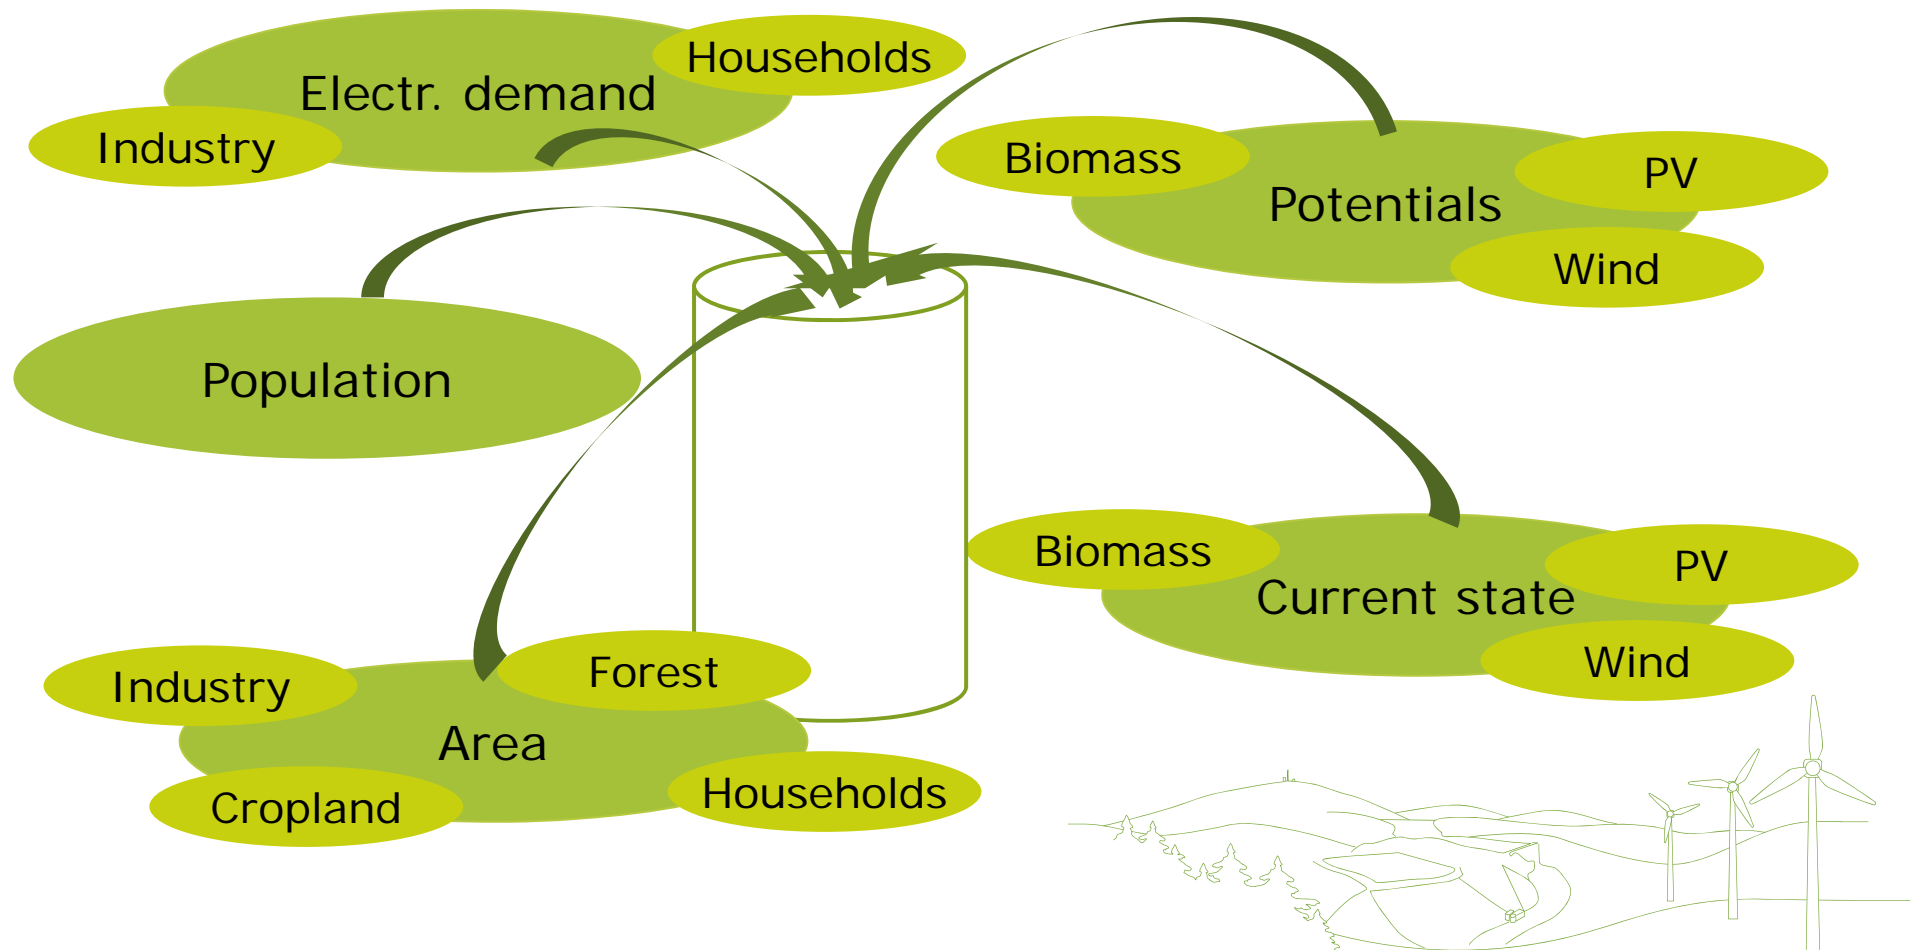 Households
Electr. demand
Industry
Biomass
PV
Potentials
Wind
Population
Biomass
PV
Current state
Wind
Forest
Industry
Area
Households
Cropland